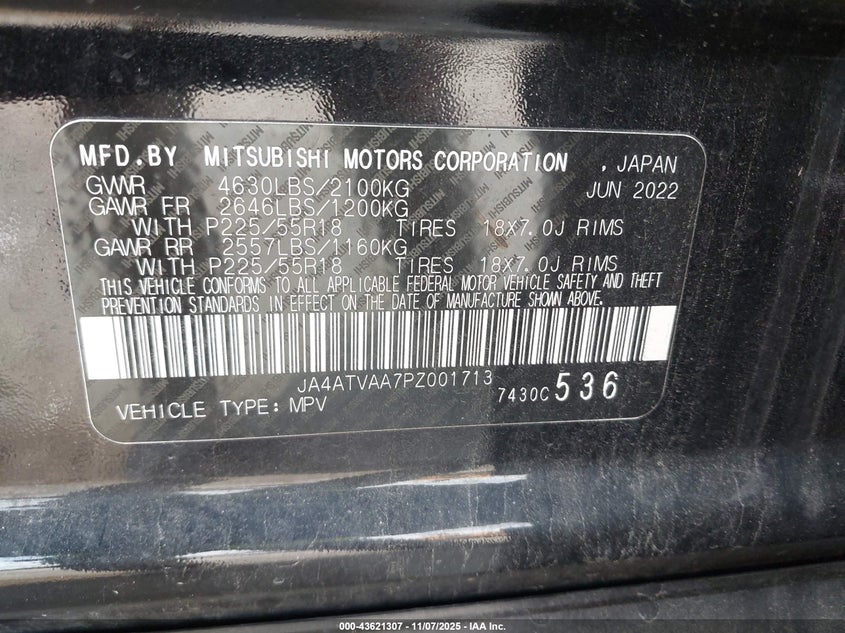 MFD.BY MITSUBISHI MOTORS CORPORATION , JAPAN
GVWR 4630LBS/2100KG JUN 2022
GAWR FR 2646LBS/1200KG
WITH P225/55R18 TIRES 18X7.0J RIMS
GAWR RR 2557LBS/1160KG
WITH P225/55R18 TIRES 18X7.0J RIMS
THIS VEHICLE CONFORMS TO ALL APPLICABLE FEDERAL MOTOR VEHICLE SAFETY AND THEFT
PREVENTION STANDARDS IN EFFECT ON THE DATE OF MANUFACTURE SHOWN ABOVE.
JA4ATVAA7PZ001713
7430C 536
VEHICLE TYPE: MPV
000-43621307 - 11/07/2025 - IAA Inc.